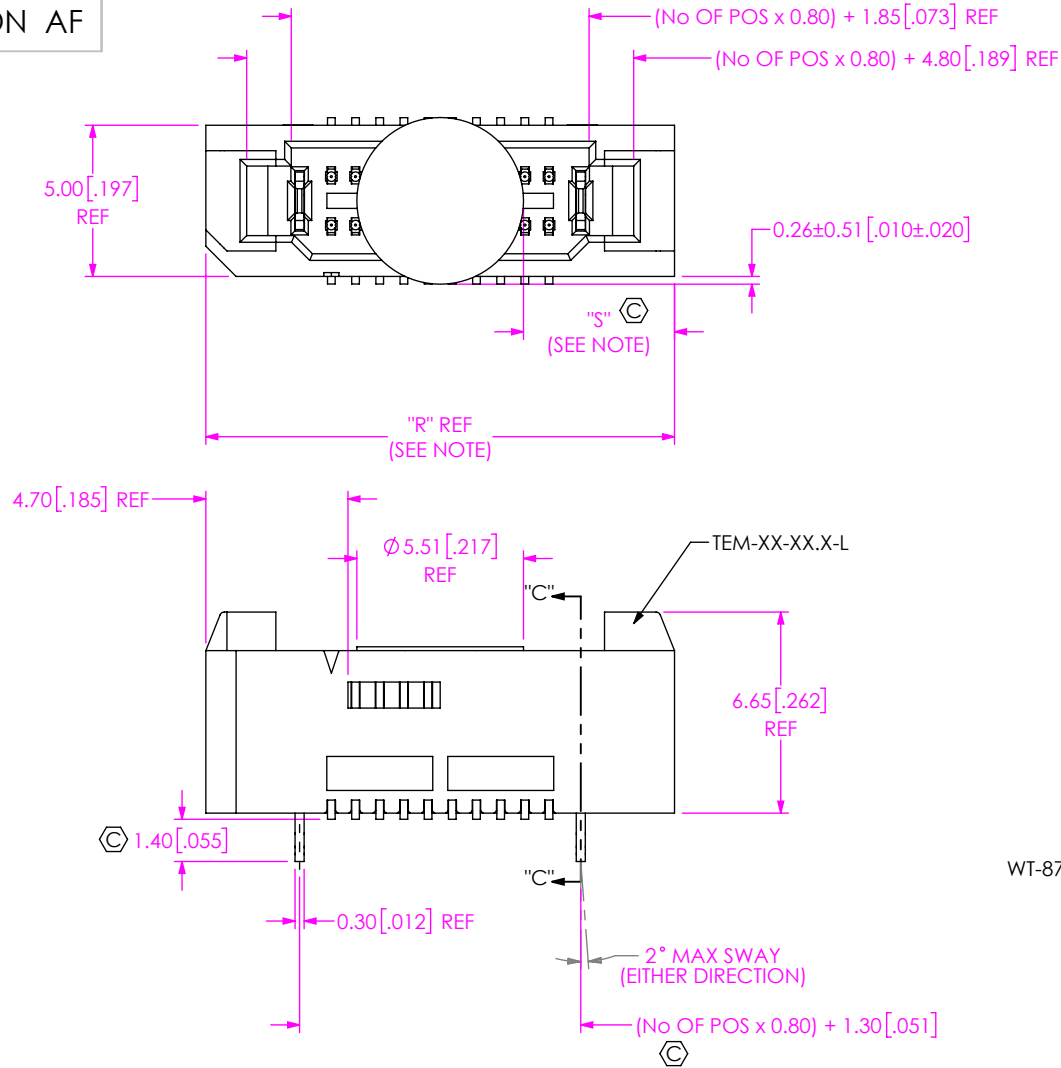 ON AF
(No OF POS x 0.80) + 1.85[.073] REF
(No OF POS x 0.80) + 4.80[.189] REF
5.00[.197]
REF
0.26±0.51[.010±.020]
"S" C
(SEE NOTE)
"R" REF
(SEE NOTE)
4.70[.185] REF
Ø5.51[.217]
REF
TEM-XX-XX.X-L
"C"
6.65[.262]
REF
C 1.40[.055]
"C"
WT-87
0.30[.012] REF
2° MAX SWAY
(EITHER DIRECTION)
(No OF POS x 0.80) + 1.30[.051]
C